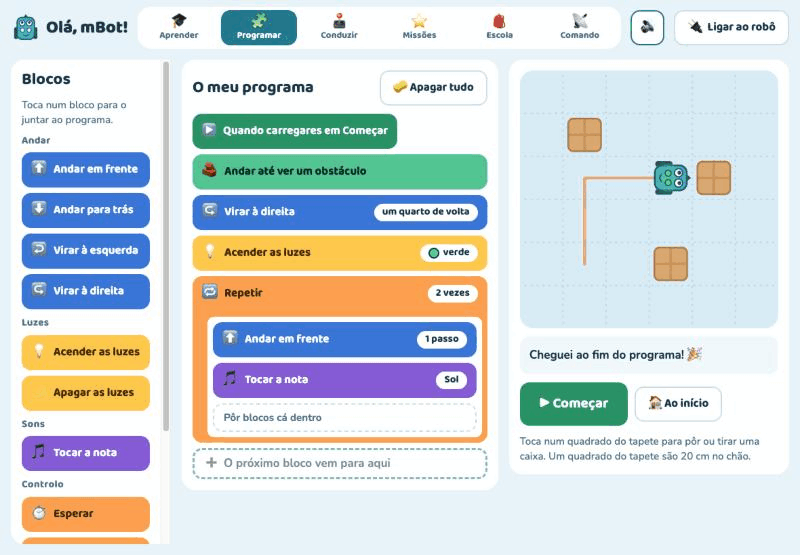 Olá, mBot!
Aprender
Programar
Conduzir
Missões
Escola
Comando
Ligar ao robô
Blocos
Toca num bloco para o
juntar ao programa.
Andar
Andar em frente
Andar para trás
Virar à esquerda
Virar à direita
Luzes
Acender as luzes
Apagar as luzes
Sons
Tocar a nota
Controlo
Esperar
O meu programa
Apagar tudo
Quando carregares em Começar
Andar até ver um obstáculo
Virar à direita um quarto de volta
Acender as luzes verde
Repetir 2 vezes
Andar em frente 1 passo
Tocar a nota Sol
Pôr blocos cá dentro
+ O próximo bloco vem para aqui
Cheguei ao fim do programa!
Começar
Ao início
Toca num quadrado do tapete para pôr ou tirar uma
caixa. Um quadrado do tapete são 20 cm no chão.